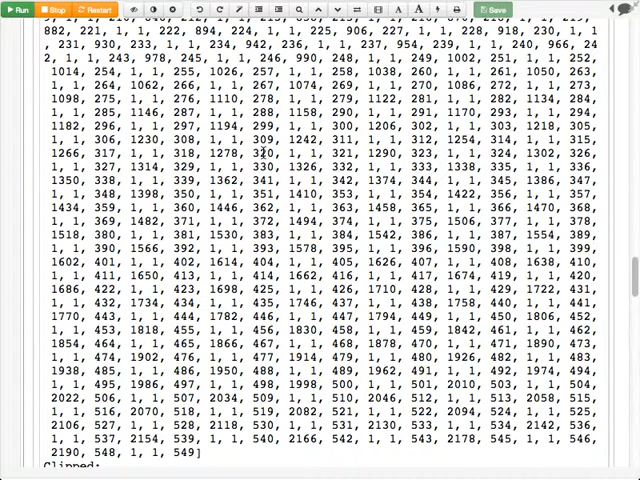 Run
Stop
Clear
Restart
Save
882, 221, 1, 1, 222, 894, 224, 1, 1, 225, 906, 227, 1, 1, 228, 918, 230, 1, 1
, 231, 930, 233, 1, 1, 234, 942, 236, 1, 1, 237, 954, 239, 1, 1, 240, 966, 24
2, 1, 1, 243, 978, 245, 1, 1, 246, 990, 248, 1, 1, 249, 1002, 251, 1, 1, 252,
1014, 254, 1, 1, 255, 1026, 257, 1, 1, 258, 1038, 260, 1, 1, 261, 1050, 263,
1, 1, 264, 1062, 266, 1, 1, 267, 1074, 269, 1, 1, 270, 1086, 272, 1, 1, 273,
1098, 275, 1, 1, 276, 1110, 278, 1, 1, 279, 1122, 281, 1, 1, 282, 1134, 284,
1, 1, 285, 1146, 287, 1, 1, 288, 1158, 290, 1, 1, 291, 1170, 293, 1, 1, 294,
1182, 296, 1, 1, 297, 1194, 299, 1, 1, 300, 1206, 302, 1, 1, 303, 1218, 305,
1, 1, 306, 1230, 308, 1, 1, 309, 1242, 311, 1, 1, 312, 1254, 314, 1, 1, 315,
1266, 317, 1, 1, 318, 1278, 320, 1, 1, 321, 1290, 323, 1, 1, 324, 1302, 326,
1, 1, 327, 1314, 329, 1, 1, 330, 1326, 332, 1, 1, 333, 1338, 335, 1, 1, 336,
1350, 338, 1, 1, 339, 1362, 341, 1, 1, 342, 1374, 344, 1, 1, 345, 1386, 347,
1, 1, 348, 1398, 350, 1, 1, 351, 1410, 353, 1, 1, 354, 1422, 356, 1, 1, 357,
1434, 359, 1, 1, 360, 1446, 362, 1, 1, 363, 1458, 365, 1, 1, 366, 1470, 368,
1, 1, 369, 1482, 371, 1, 1, 372, 1494, 374, 1, 1, 375, 1506, 377, 1, 1, 378,
1518, 380, 1, 1, 381, 1530, 383, 1, 1, 384, 1542, 386, 1, 1, 387, 1554, 389,
1, 1, 390, 1566, 392, 1, 1, 393, 1578, 395, 1, 1, 396, 1590, 398, 1, 1, 399,
1602, 401, 1, 1, 402, 1614, 404, 1, 1, 405, 1626, 407, 1, 1, 408, 1638, 410,
1, 1, 411, 1650, 413, 1, 1, 414, 1662, 416, 1, 1, 417, 1674, 419, 1, 1, 420,
1686, 422, 1, 1, 423, 1698, 425, 1, 1, 426, 1710, 428, 1, 1, 429, 1722, 431,
1, 1, 432, 1734, 434, 1, 1, 435, 1746, 437, 1, 1, 438, 1758, 440, 1, 1, 441,
1770, 443, 1, 1, 444, 1782, 446, 1, 1, 447, 1794, 449, 1, 1, 450, 1806, 452,
1, 1, 453, 1818, 455, 1, 1, 456, 1830, 458, 1, 1, 459, 1842, 461, 1, 1, 462,
1854, 464, 1, 1, 465, 1866, 467, 1, 1, 468, 1878, 470, 1, 1, 471, 1890, 473,
1, 1, 474, 1902, 476, 1, 1, 477, 1914, 479, 1, 1, 480, 1926, 482, 1, 1, 483,
1938, 485, 1, 1, 486, 1950, 488, 1, 1, 489, 1962, 491, 1, 1, 492, 1974, 494,
1, 1, 495, 1986, 497, 1, 1, 498, 1998, 500, 1, 1, 501, 2010, 503, 1, 1, 504,
2022, 506, 1, 1, 507, 2034, 509, 1, 1, 510, 2046, 512, 1, 1, 513, 2058, 515,
1, 1, 516, 2070, 518, 1, 1, 519, 2082, 521, 1, 1, 522, 2094, 524, 1, 1, 525,
2106, 527, 1, 1, 528, 2118, 530, 1, 1, 531, 2130, 533, 1, 1, 534, 2142, 536,
1, 1, 537, 2154, 539, 1, 1, 540, 2166, 542, 1, 1, 543, 2178, 545, 1, 1, 546,
2190, 548, 1, 1, 549]
Clipped: